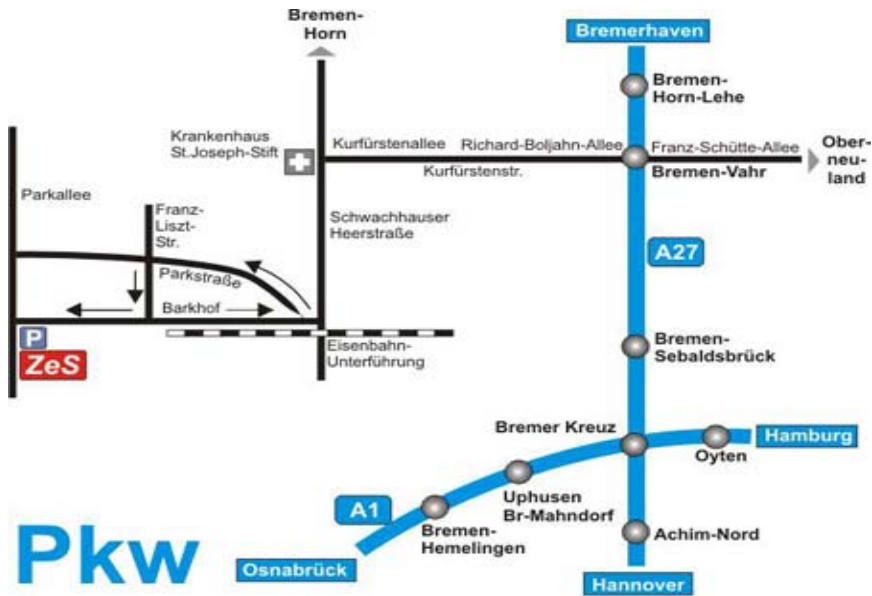 Bremen-
Horn
Bremerhaven
Bremen-
Horn-Lehe
Krankenhaus
St.Joseph-Stift
Kurfürstenallee
Richard-Boljahn-Allee
Franz-Schütte-Allee
Ober-
neu-
land
Kurfürstenstr.
Bremen-Vahr
Parkallee
Franz-
Liszt-
Str.
Schwachhauser
Heerstraße
A27
Parkstraße
Barkhof
P
ZeS
Eisenbahn-
Unterführung
Bremen-
Sebaldsbrück
Bremer Kreuz
Hamburg
Oyten
Uphusen
Br-Mahndorf
A1
Bremen-
Hemelingen
Achim-Nord
Pkw
Osnabrück
Hannover